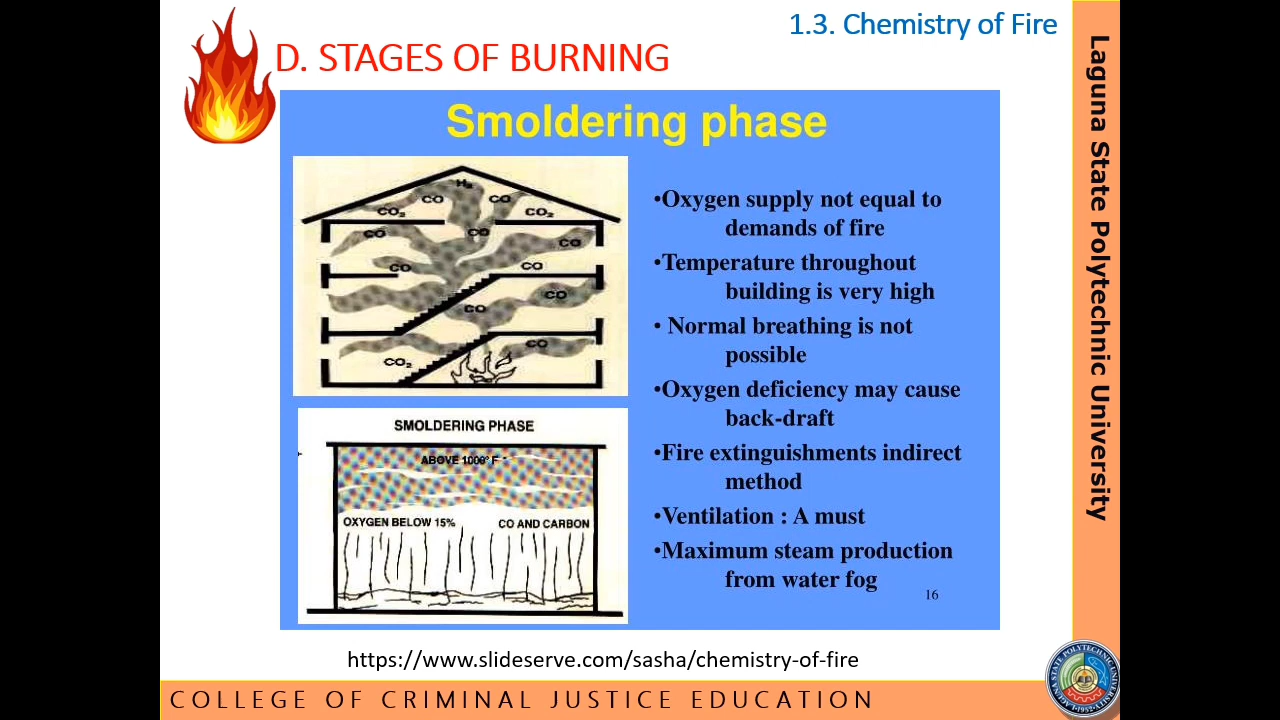 1.3. Chemistry of Fire
D. STAGES OF BURNING
Smoldering phase
H₂
CO
CO
CO₂
CO₂
CO
CO
CO
CO
CO
CO
CO
CO
CO₂
SMOLDERING PHASE
ABOVE 1000° F
OXYGEN BELOW 15%
CO AND CARBON
•Oxygen supply not equal to
demands of fire
•Temperature throughout
building is very high
• Normal breathing is not
possible
•Oxygen deficiency may cause
back-draft
•Fire extinguishments indirect
method
•Ventilation : A must
•Maximum steam production
from water fog
16
https://www.slideserve.com/sasha/chemistry-of-fire
COLLEGE OF CRIMINAL JUSTICE EDUCATION
Laguna State Polytechnic University